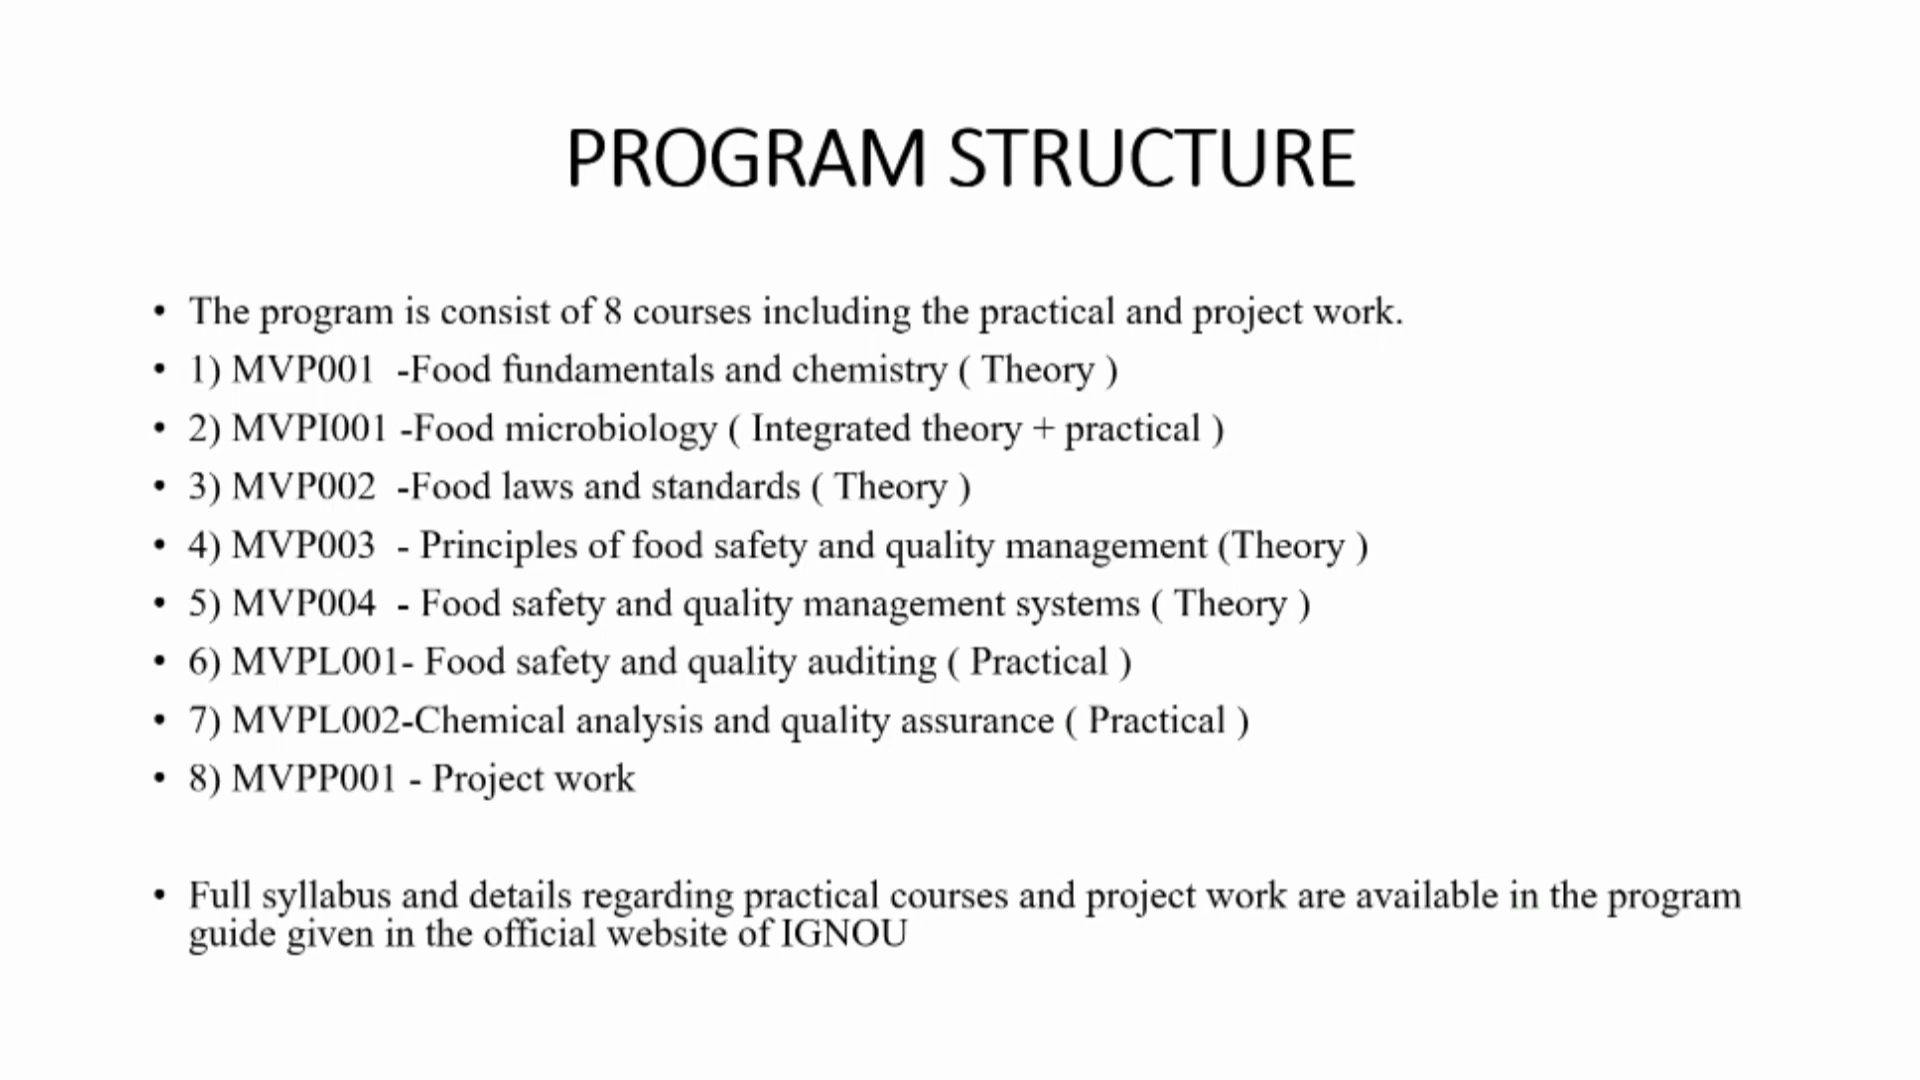 PROGRAM STRUCTURE
• The program is consist of 8 courses including the practical and project work.
• 1) MVP001  -Food fundamentals and chemistry ( Theory )
• 2) MVPI001 -Food microbiology ( Integrated theory + practical )
• 3) MVP002  -Food laws and standards ( Theory )
• 4) MVP003  - Principles of food safety and quality management (Theory )
• 5) MVP004  - Food safety and quality management systems ( Theory )
• 6) MVPL001- Food safety and quality auditing ( Practical )
• 7) MVPL002-Chemical analysis and quality assurance ( Practical )
• 8) MVPP001 - Project work
• Full syllabus and details regarding practical courses and project work are available in the program
guide given in the official website of IGNOU